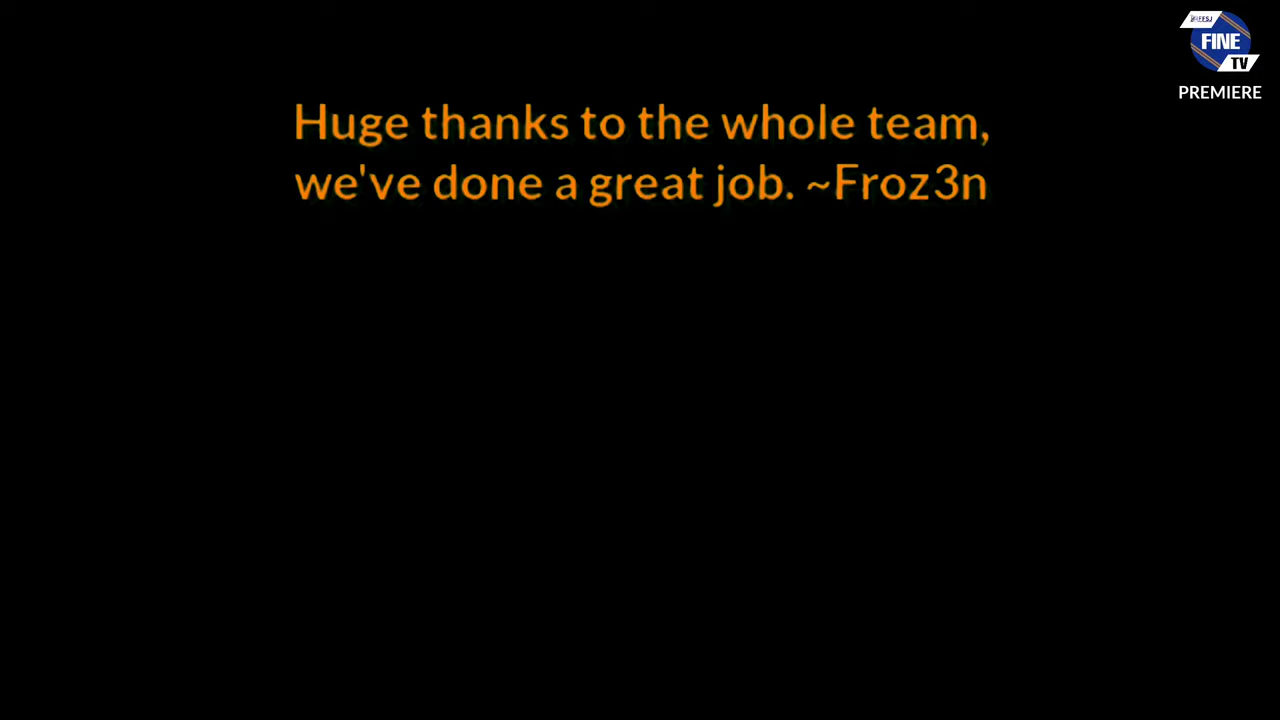 FINE
TV
PREMIERE
Huge thanks to the whole team,
we've done a great job. ~Froz3n